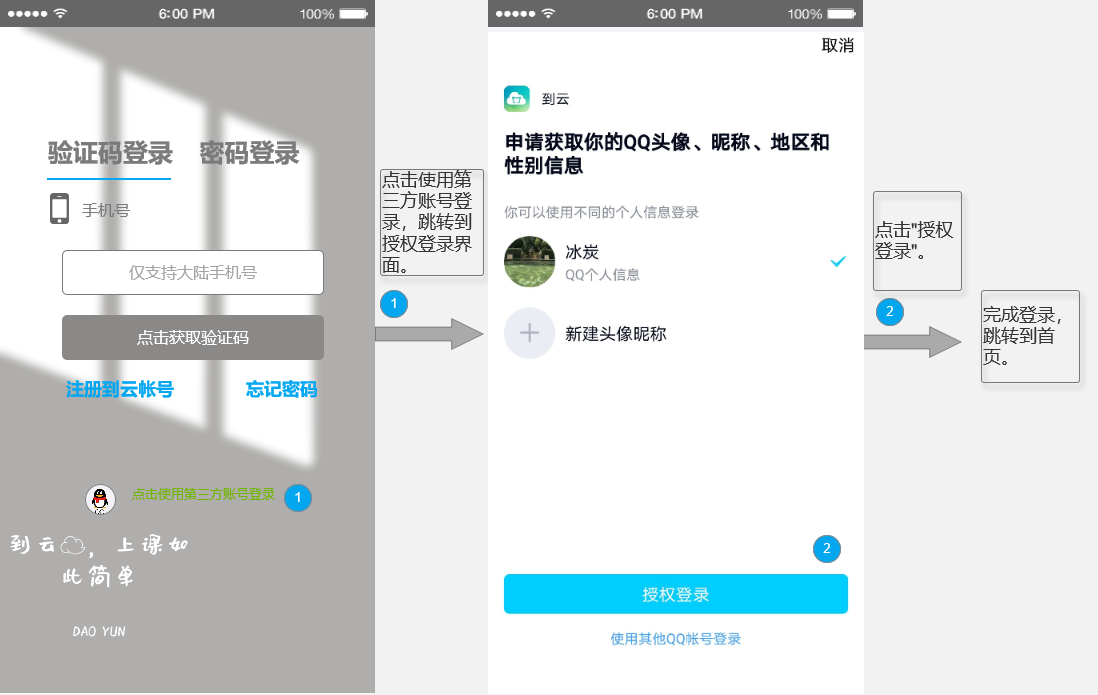 6:00 PM
100%
验证码登录
密码登录
手机号
仅支持大陆手机号
点击获取验证码
注册到云帐号
忘记密码
QQ
点击使用第三方账号登录
1
到云，上课如
此简单
DAO YUN
点击使用第
三方账号登
录，跳转到
授权登录界
面。
1
6:00 PM
100%
取消
到云
申请获取你的QQ头像、昵称、地区和
性别信息
你可以使用不同的个人信息登录
冰炭
QQ个人信息
新建头像昵称
2
授权登录
使用其他QQ帐号登录
点击"授权
登录"。
2
完成登录，
跳转到首
页。